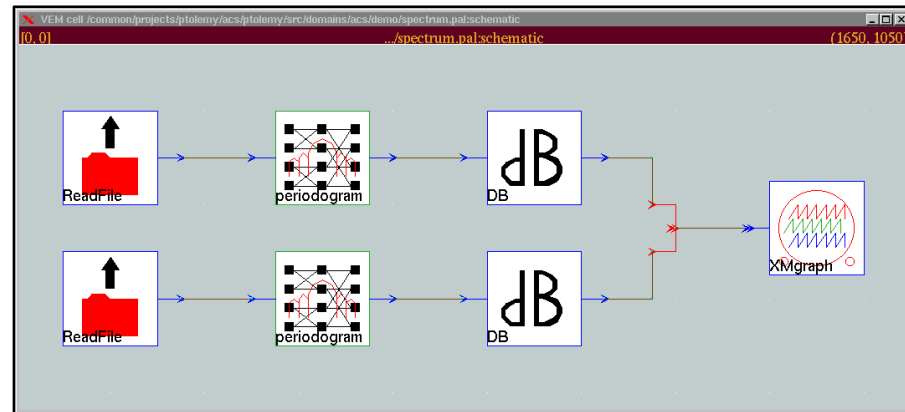 VEM cell /common/projects/ptolemy/acs/ptolemy/src/domains/acs/demo/spectrum.pal:schematic
[0, 0] .../spectrum.pal:schematic (1650, 1050)
ReadFile periodogram dB DB
XMgraph
ReadFile periodogram dB DB